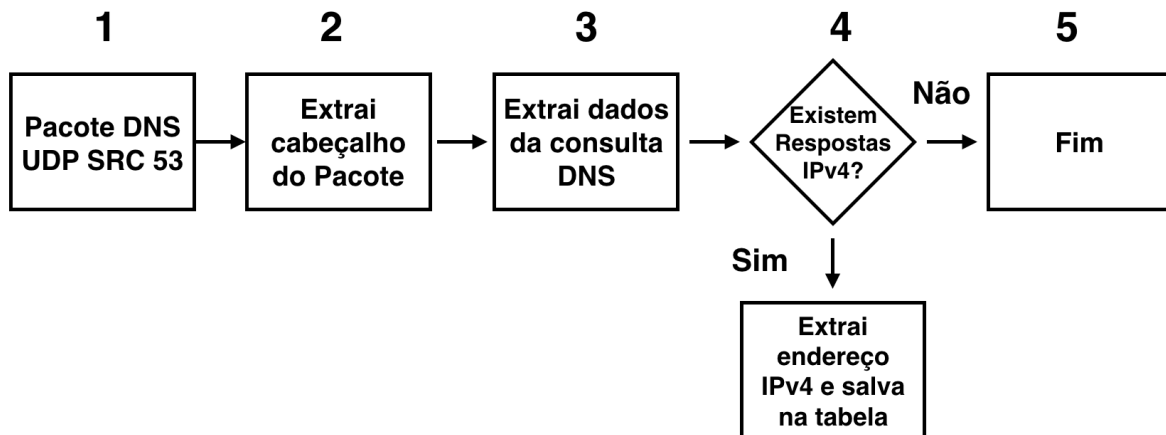 1
2
3
4
5
Pacote DNS
UDP SRC 53
Extrai
cabeçalho
do Pacote
Extrai dados
da consulta
DNS
Existem
Respostas
IPv4?
Não
Fim
Sim
Extrai
endereço
IPv4 e salva
na tabela